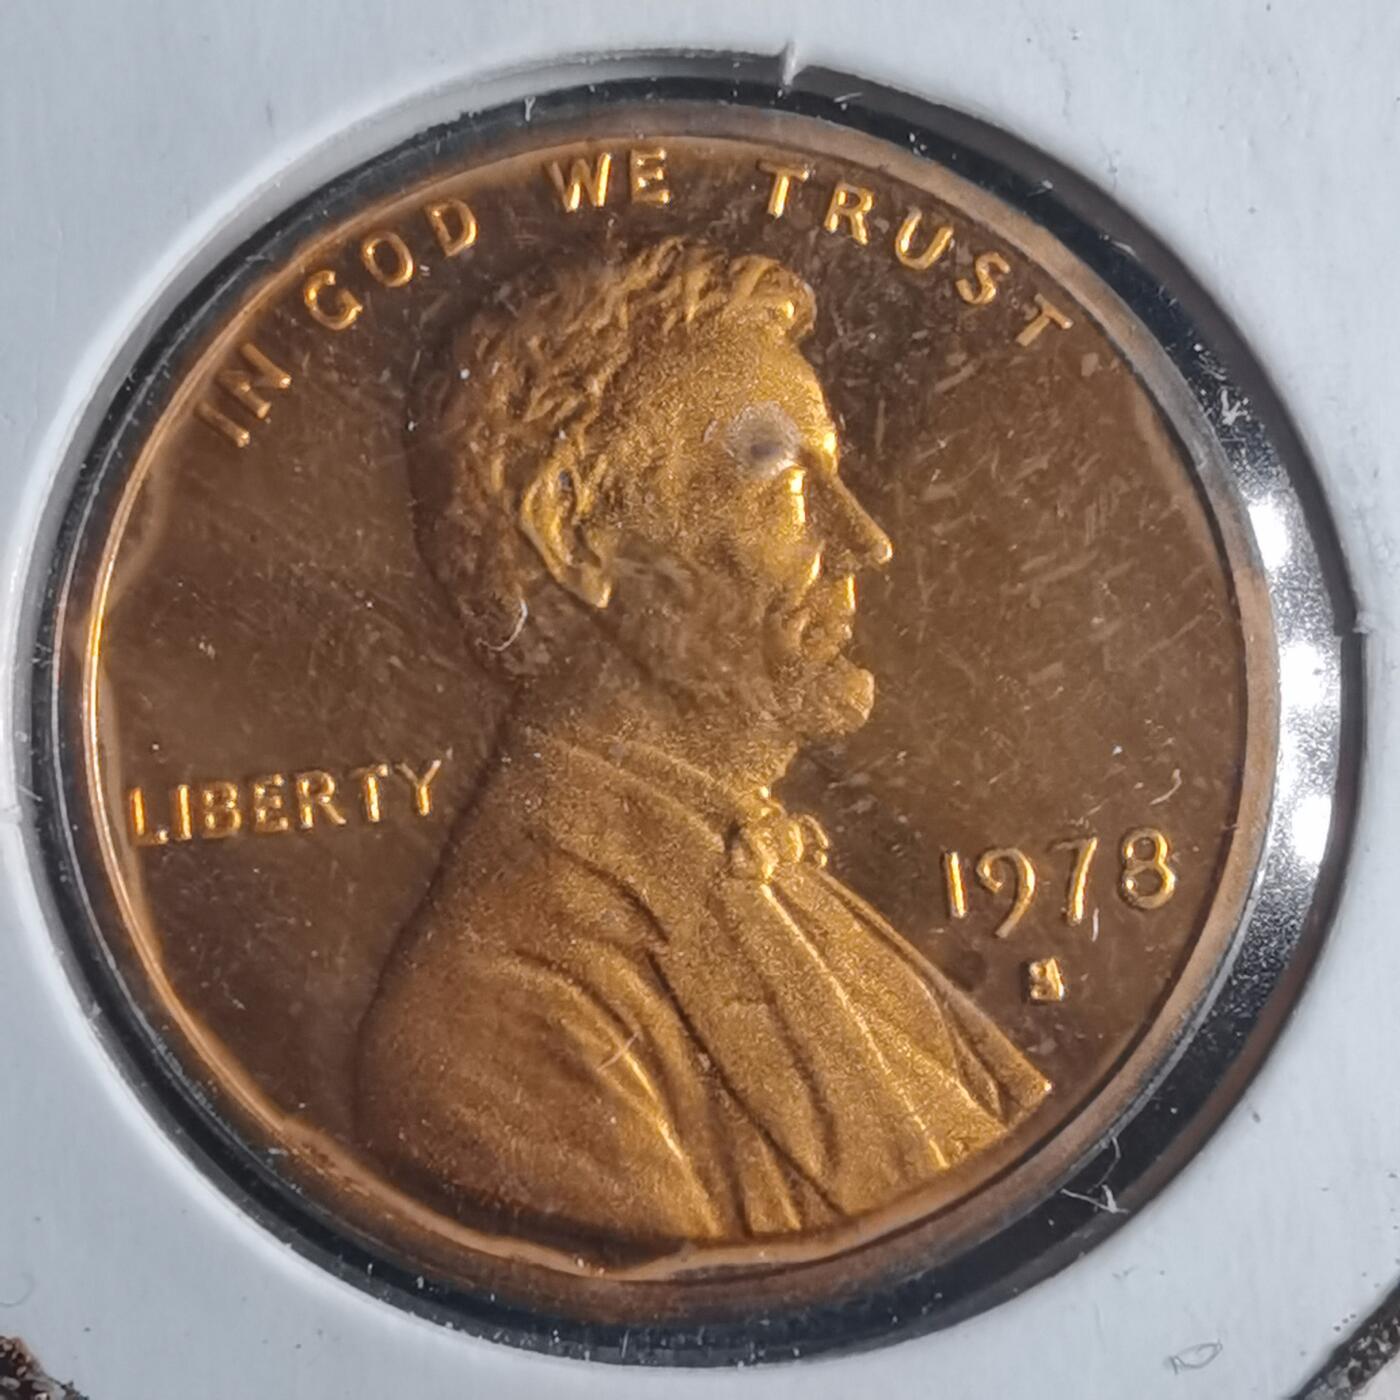 IN GOD WE TRUST
LIBERTY
1978
S